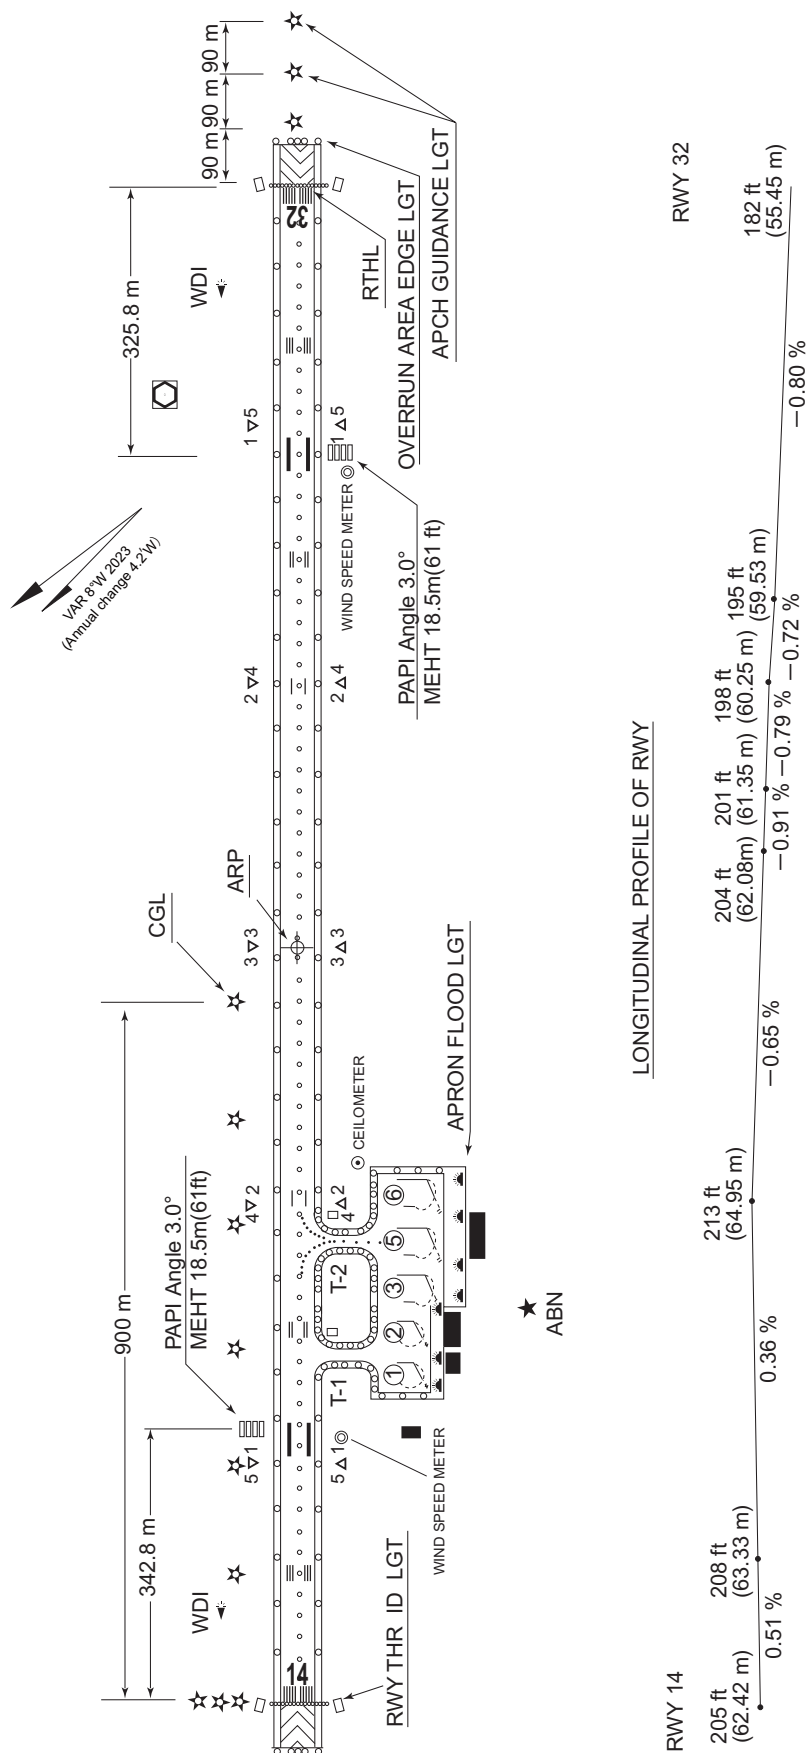 90 m
90 m
90 m
325.8 m
WDI
32
RTHL
OVERRUN AREA EDGE LGT
APCH GUIDANCE LGT
1 5
1 5
WIND SPEED METER
PAPI Angle 3.0°
MEHT 18.5m(61 ft)
VAR 8°W 2023
(Annual change 4.2'W)
2 4
2 4
ARP
CGL
3 3
3 3
900 m
PAPI Angle 3.0°
MEHT 18.5m(61ft)
4 2
4 2
CEILOMETER
APRON FLOOD LGT
T-2
T-1
6
5
3
2
1
ABN
342.8 m
5 1
5 1
WIND SPEED METER
WDI
14
RWY THR ID LGT
LONGITUDINAL PROFILE OF RWY
RWY 14
205 ft
(62.42 m)
0.51 %
208 ft
(63.33 m)
0.36 %
213 ft
(64.95 m)
−0.65 %
204 ft
(62.08m)
−0.91 %
201 ft
(61.35 m)
−0.79 %
198 ft
(60.25 m)
−0.72 %
195 ft
(59.53 m)
−0.80 %
RWY 32
182 ft
(55.45 m)